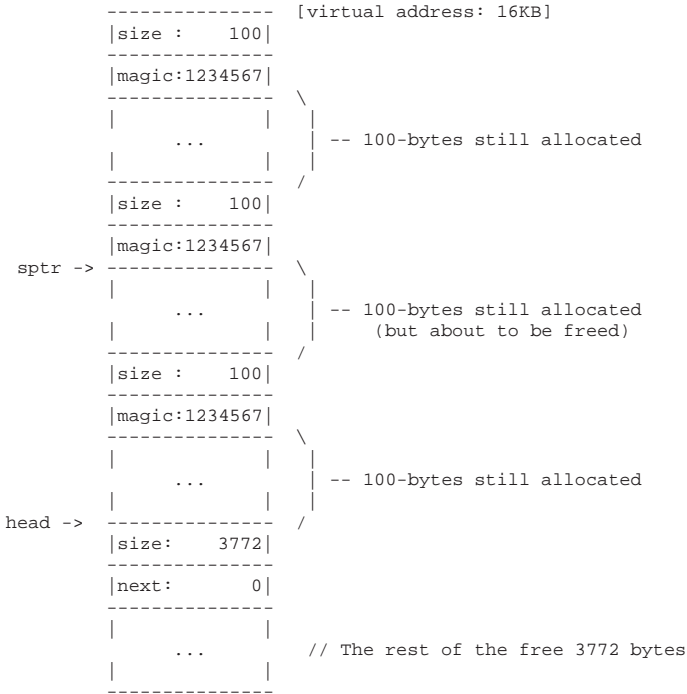 [virtual address: 16KB]
size : 100
magic:1234567
... -- 100-bytes still allocated
size : 100
magic:1234567
sptr ->
... -- 100-bytes still allocated
(but about to be freed)
size : 100
magic:1234567
... -- 100-bytes still allocated
head ->
size: 3772
next: 0
... // The rest of the free 3772 bytes